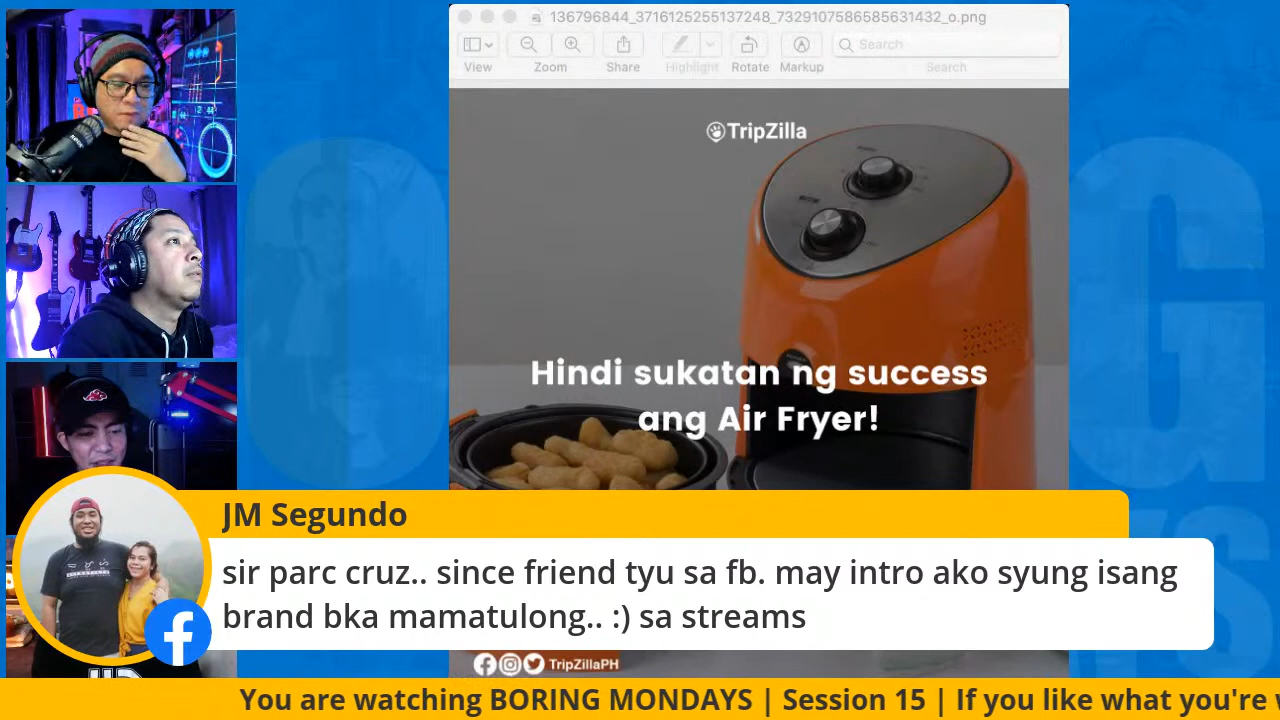 136796844_3716125255137248_7329107586585631432_o.png
View
Zoom
Share
Highlight
Rotate
Markup
Search
Search
TripZilla
Hindi sukatan ng success
ang Air Fryer!
JM Segundo
sir parc cruz.. since friend tyu sa fb. may intro ako syung isang
brand bka mamatulong.. :) sa streams
TripZillaPH
You are watching BORING MONDAYS | Session 15 | If you like what you're